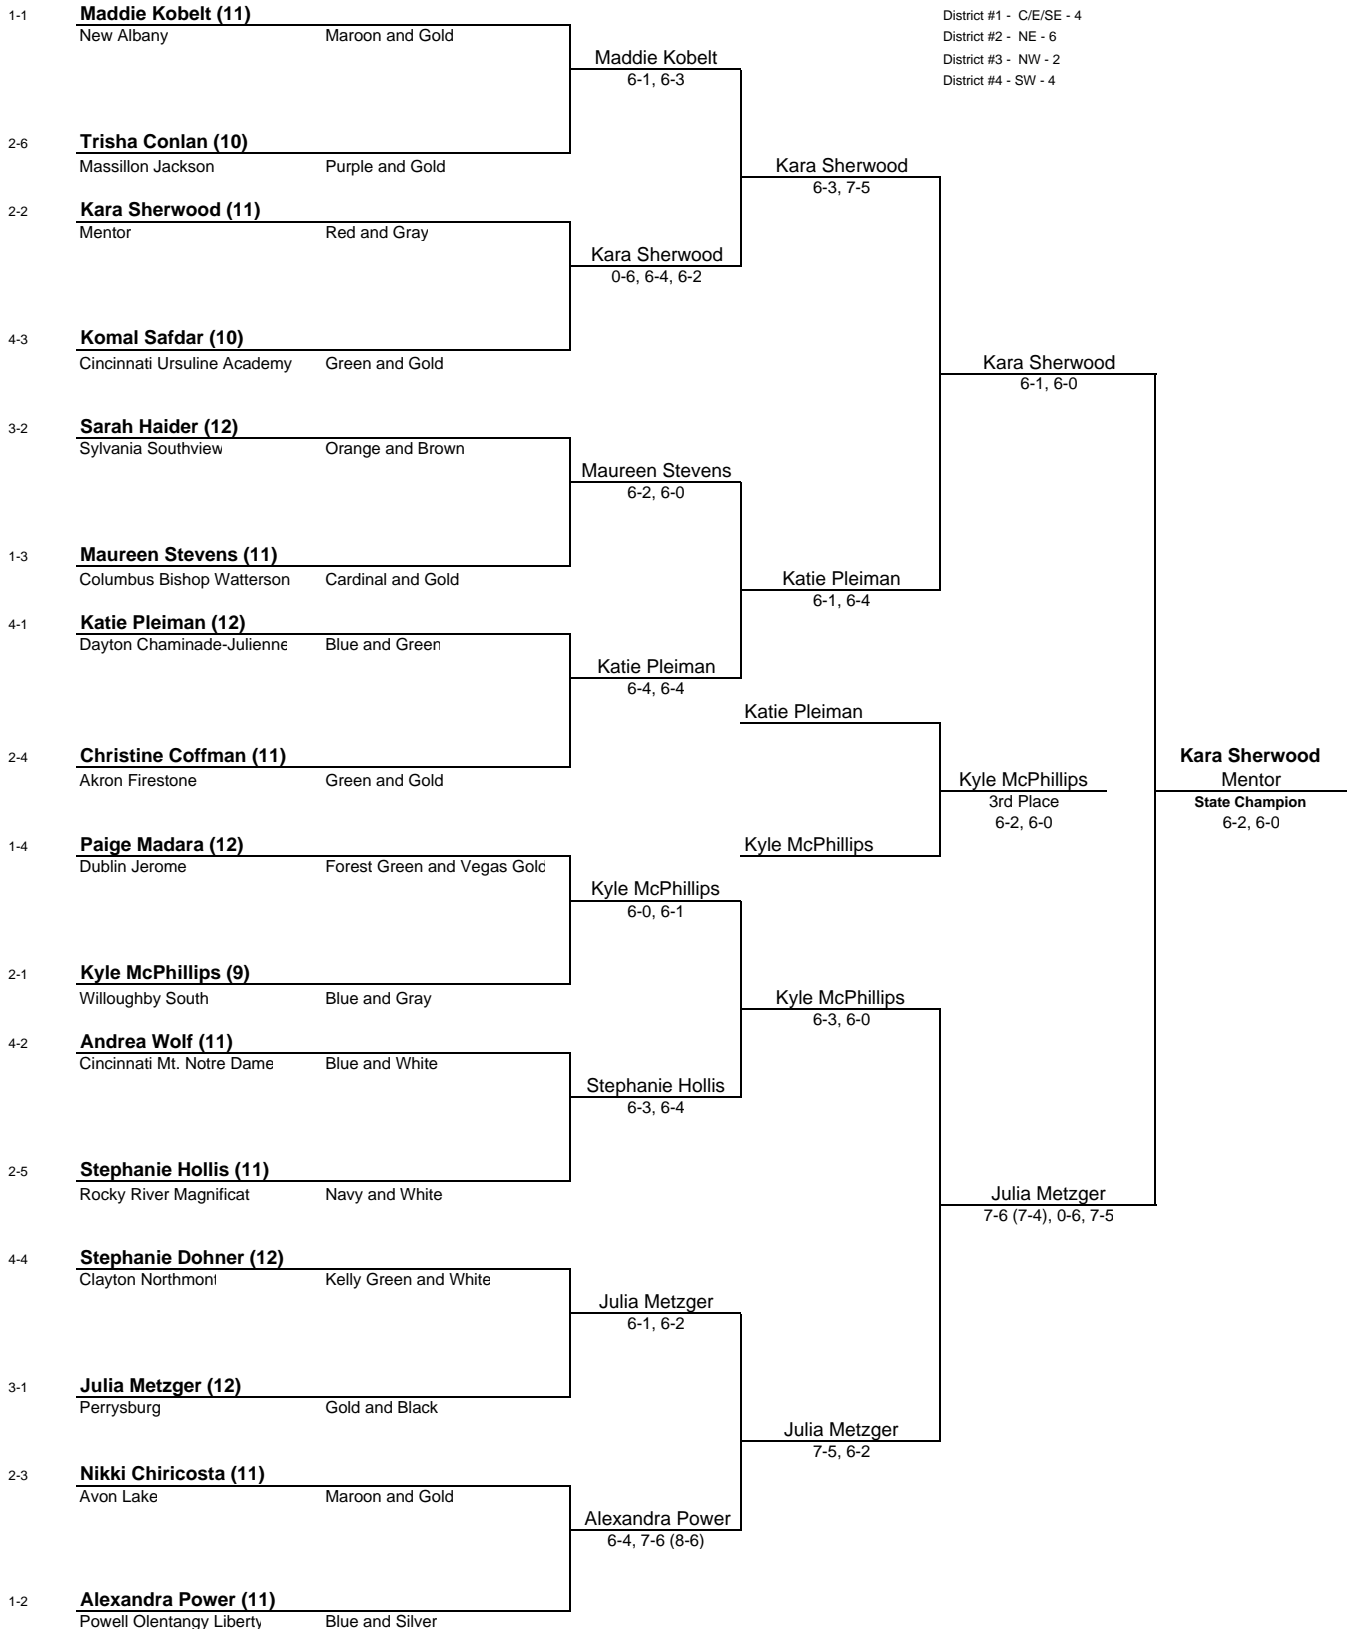 1-1 Maddie Kobelt (11)
New Albany Maroon and Gold
District #1 - C/E/SE - 4
District #2 - NE - 6
District #3 - NW - 2
District #4 - SW - 4
Maddie Kobelt
6-1, 6-3
2-6 Trisha Conlan (10)
Massillon Jackson Purple and Gold
Kara Sherwood
6-3, 7-5
2-2 Kara Sherwood (11)
Mentor Red and Gray
Kara Sherwood
0-6, 6-4, 6-2
4-3 Komal Safdar (10)
Cincinnati Ursuline Academy Green and Gold
Kara Sherwood
6-1, 6-0
3-2 Sarah Haider (12)
Sylvania Southview Orange and Brown
Maureen Stevens
6-2, 6-0
1-3 Maureen Stevens (11)
Columbus Bishop Watterson Cardinal and Gold
Katie Pleiman
6-1, 6-4
4-1 Katie Pleiman (12)
Dayton Chaminade-Julienne Blue and Green
Katie Pleiman
6-4, 6-4
Katie Pleiman
2-4 Christine Coffman (11)
Akron Firestone Green and Gold
Kyle McPhillips
3rd Place
6-2, 6-0
Kara Sherwood
Mentor
State Champion
6-2, 6-0
1-4 Paige Madara (12)
Dublin Jerome Forest Green and Vegas Gold
Kyle McPhillips
Kyle McPhillips
6-0, 6-1
2-1 Kyle McPhillips (9)
Willoughby South Blue and Gray
Kyle McPhillips
6-3, 6-0
4-2 Andrea Wolf (11)
Cincinnati Mt. Notre Dame Blue and White
Stephanie Hollis
6-3, 6-4
2-5 Stephanie Hollis (11)
Rocky River Magnificat Navy and White
Julia Metzger
7-6 (7-4), 0-6, 7-5
4-4 Stephanie Dohner (12)
Clayton Northmont Kelly Green and White
Julia Metzger
6-1, 6-2
3-1 Julia Metzger (12)
Perrysburg Gold and Black
Julia Metzger
7-5, 6-2
2-3 Nikki Chiricosta (11)
Avon Lake Maroon and Gold
Alexandra Power
6-4, 7-6 (8-6)
1-2 Alexandra Power (11)
Powell Olentangy Liberty Blue and Silver